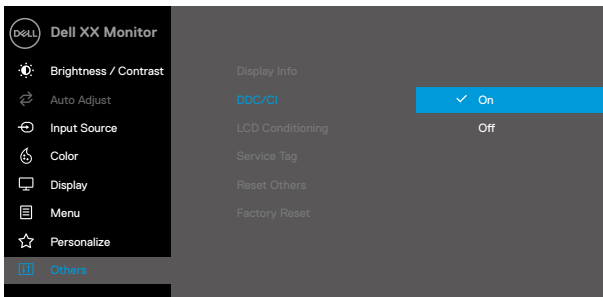 DELL
Dell XX Monitor
Brightness / Contrast
Auto Adjust
Input Source
Color
Display
Menu
Personalize
Others
Display Info
DDC/CI
LCD Conditioning
Service Tag
Reset Others
Factory Reset
On
Off